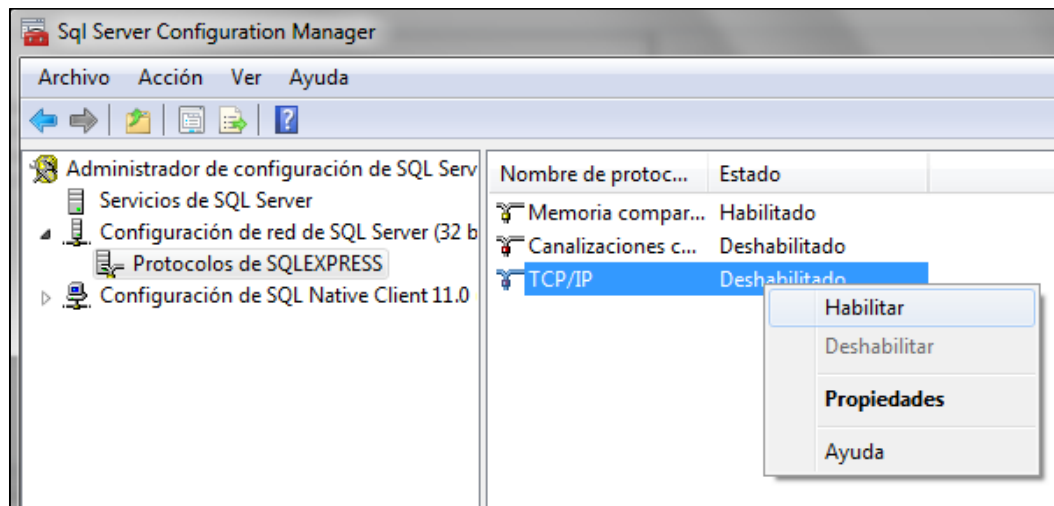 Sql Server Configuration Manager
Archivo Acción Ver Ayuda
Administrador de configuración de SQL Serv
Servicios de SQL Server
Configuración de red de SQL Server (32 b
Protocolos de SQLEXPRESS
Configuración de SQL Native Client 11.0
Nombre de protoc... Estado
Memoria compar... Habilitado
Canalizaciones c... Deshabilitado
TCP/IP Deshabilitado
Habilitar
Deshabilitar
Propiedades
Ayuda